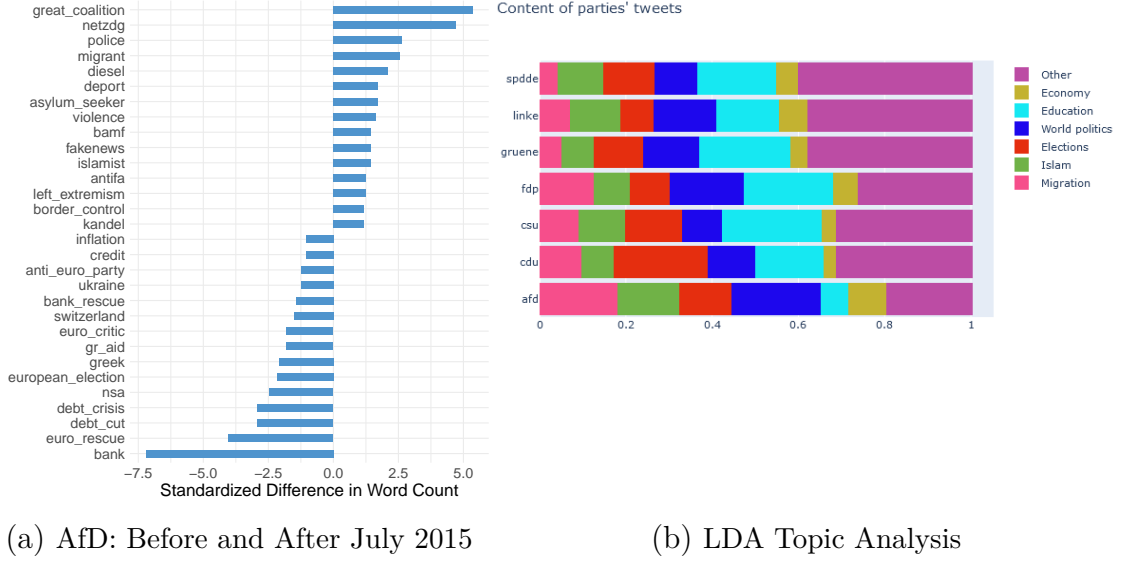 great_coalition
netzdg
police
migrant
diesel
deport
asylum_seeker
violence
bamf
fakenews
islamist
antifa
left_extremism
border_control
kandel
inflation
credit
anti_euro_party
ukraine
bank_rescue
switzerland
euro_critic
gr_aid
greek
european_election
nsa
debt_crisis
debt_cut
euro_rescue
bank
−7.5 −5.0 −2.5 0.0 2.5 5.0
Standardized Difference in Word Count
(a) AfD: Before and After July 2015
Content of parties' tweets
spdde
linke
gruene
fdp
csu
cdu
afd
0 0.2 0.4 0.6 0.8 1
Other
Economy
Education
World politics
Elections
Islam
Migration
(b) LDA Topic Analysis